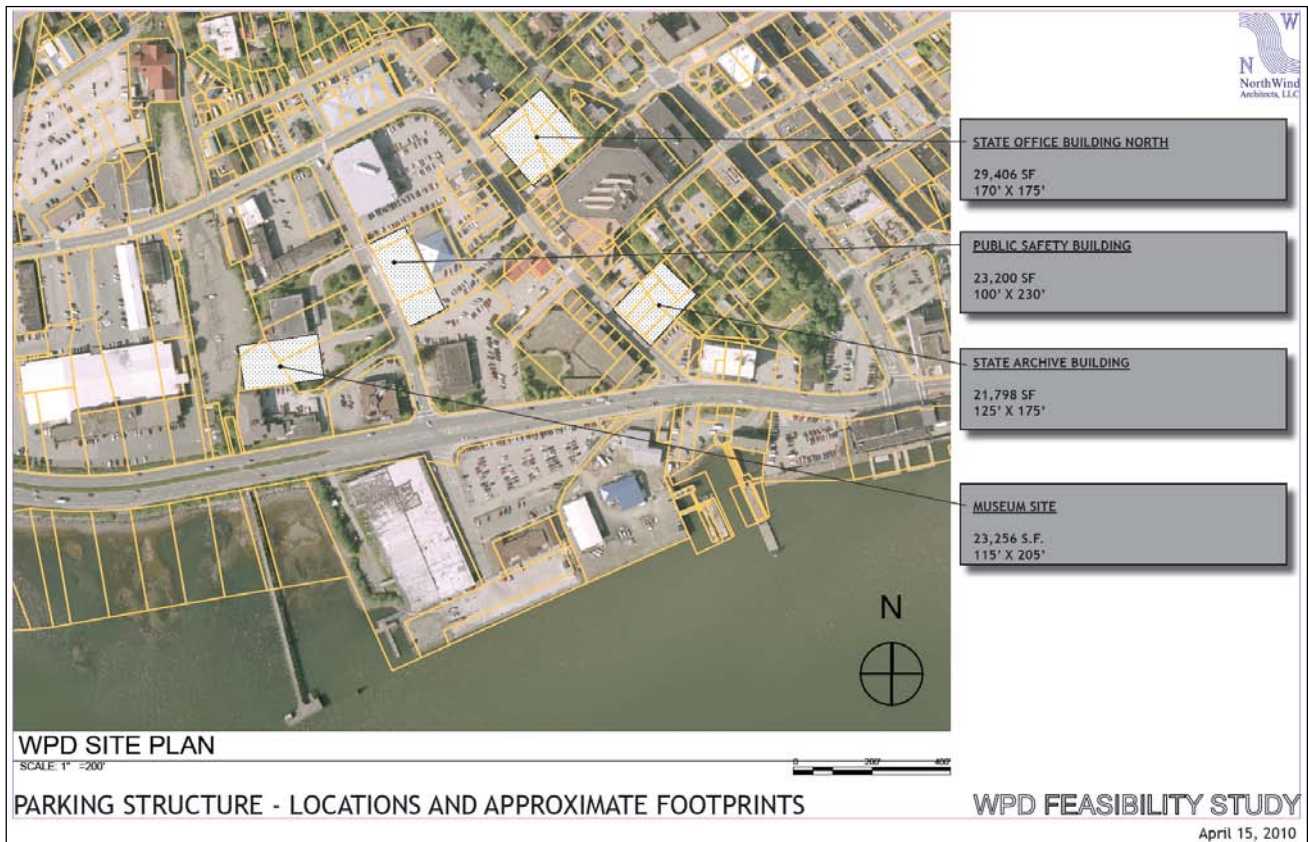 W
N
NorthWind
Architects, LLC
STATE OFFICE BUILDING NORTH
29,406 SF
170' X 175'
PUBLIC SAFETY BUILDING
23,200 SF
100' X 230'
STATE ARCHIVE BUILDING
21,798 SF
125' X 175'
MUSEUM SITE
23,256 S.F.
115' X 205'
N
WPD SITE PLAN
SCALE: 1" =200'
0 200' 400'
PARKING STRUCTURE - LOCATIONS AND APPROXIMATE FOOTPRINTS
WPD FEASIBILITY STUDY
April 15, 2010